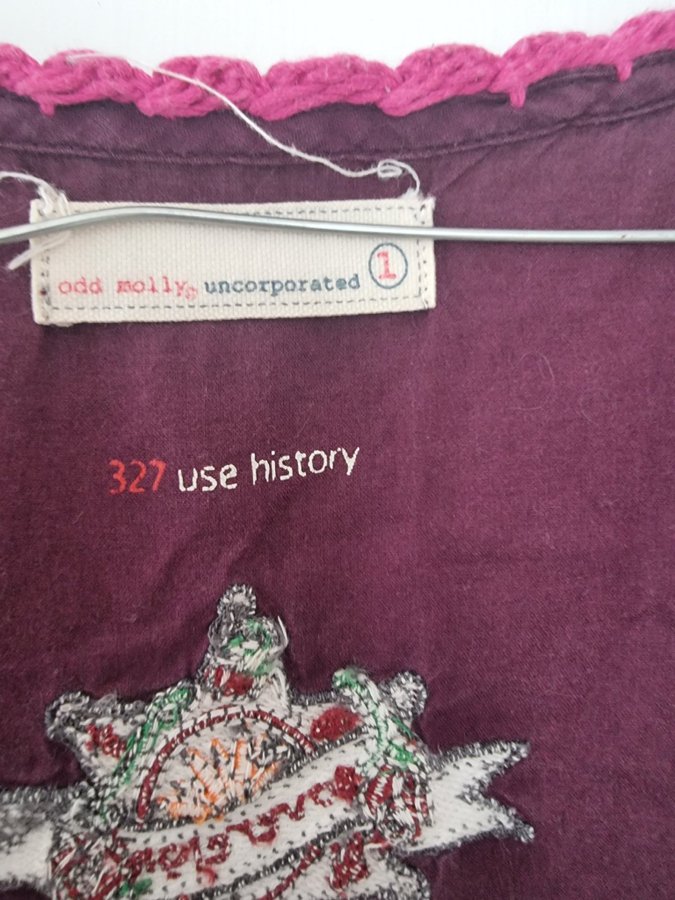 odd molly® uncorporated 1
327 use history